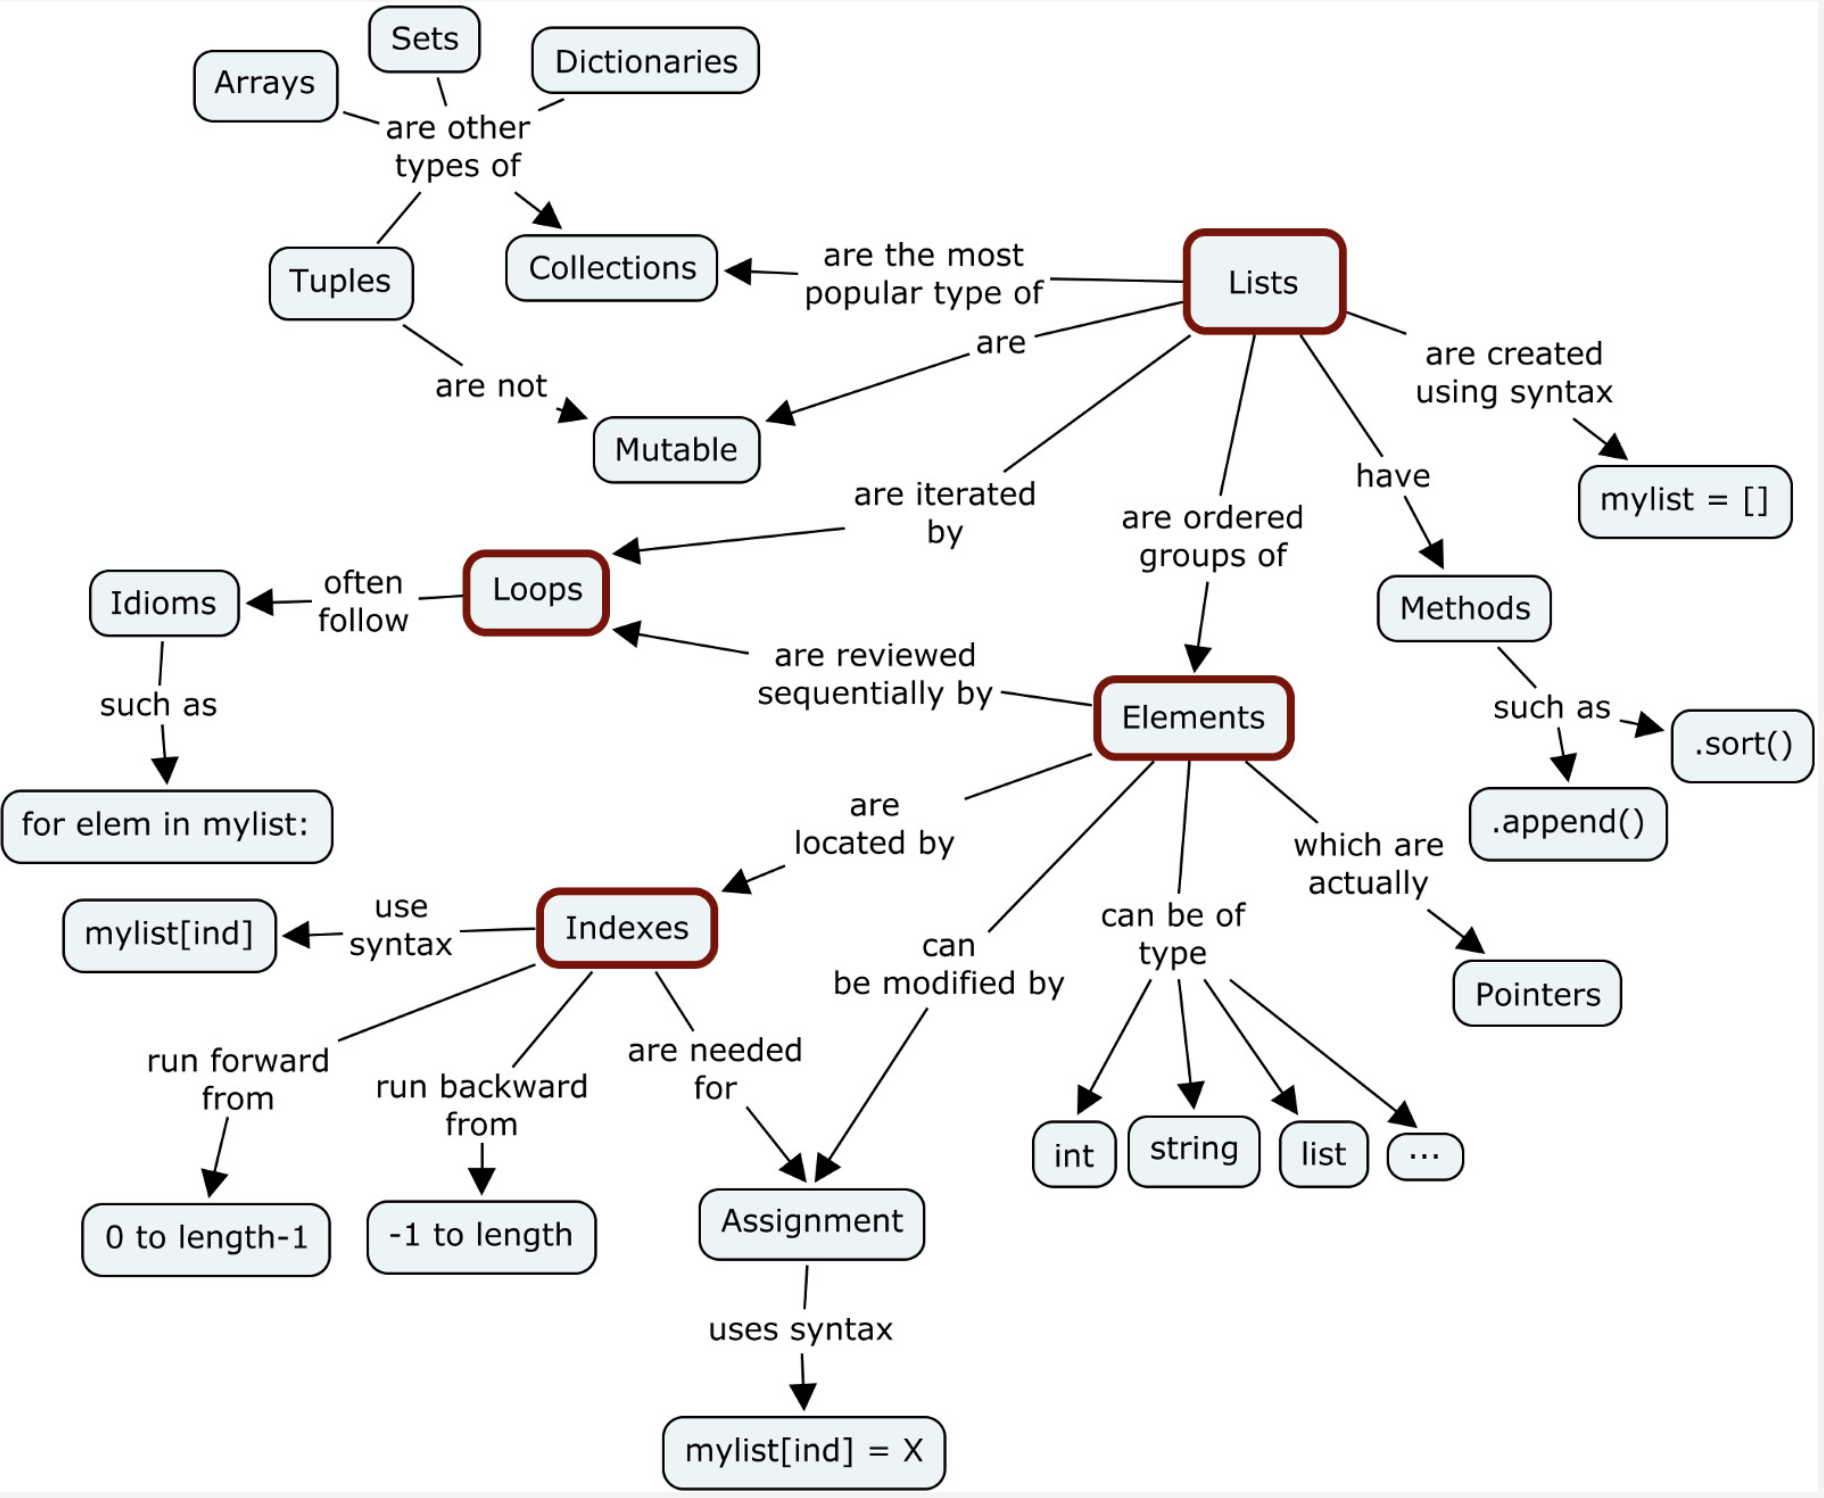 Sets
Dictionaries
Arrays
are other
types of
Collections
Tuples
are the most
popular type of
Lists
are
are not
Mutable
are created
using syntax
mylist = []
have
are iterated
by
are ordered
groups of
Loops
often
follow
Idioms
Methods
such as
are reviewed
sequentially by
Elements
such as
.sort()
.append()
for elem in mylist:
are
located by
which are
actually
Indexes
use
syntax
mylist[ind]
can
be modified by
can be of
type
Pointers
run forward
from
run backward
from
are needed
for
int
string
list
...
0 to length-1
-1 to length
Assignment
uses syntax
mylist[ind] = X